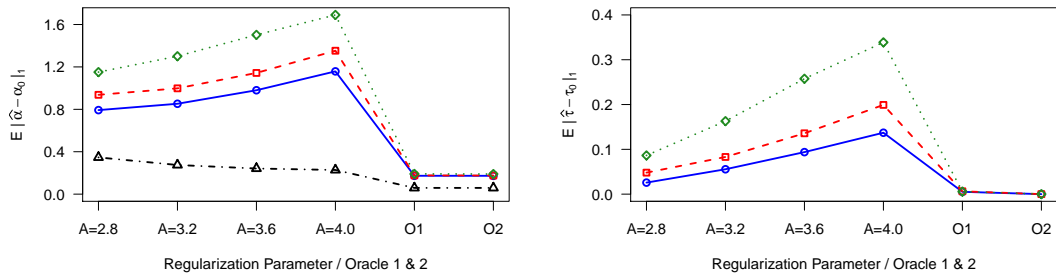 E |α̂ − α₀|₁
1.6
1.2
0.8
0.4
0.0
A=2.8 A=3.2 A=3.6 A=4.0 O1 O2
Regularization Parameter / Oracle 1 & 2
E |τ̂ − τ₀|₁
0.4
0.3
0.2
0.1
0.0
A=2.8 A=3.2 A=3.6 A=4.0 O1 O2
Regularization Parameter / Oracle 1 & 2